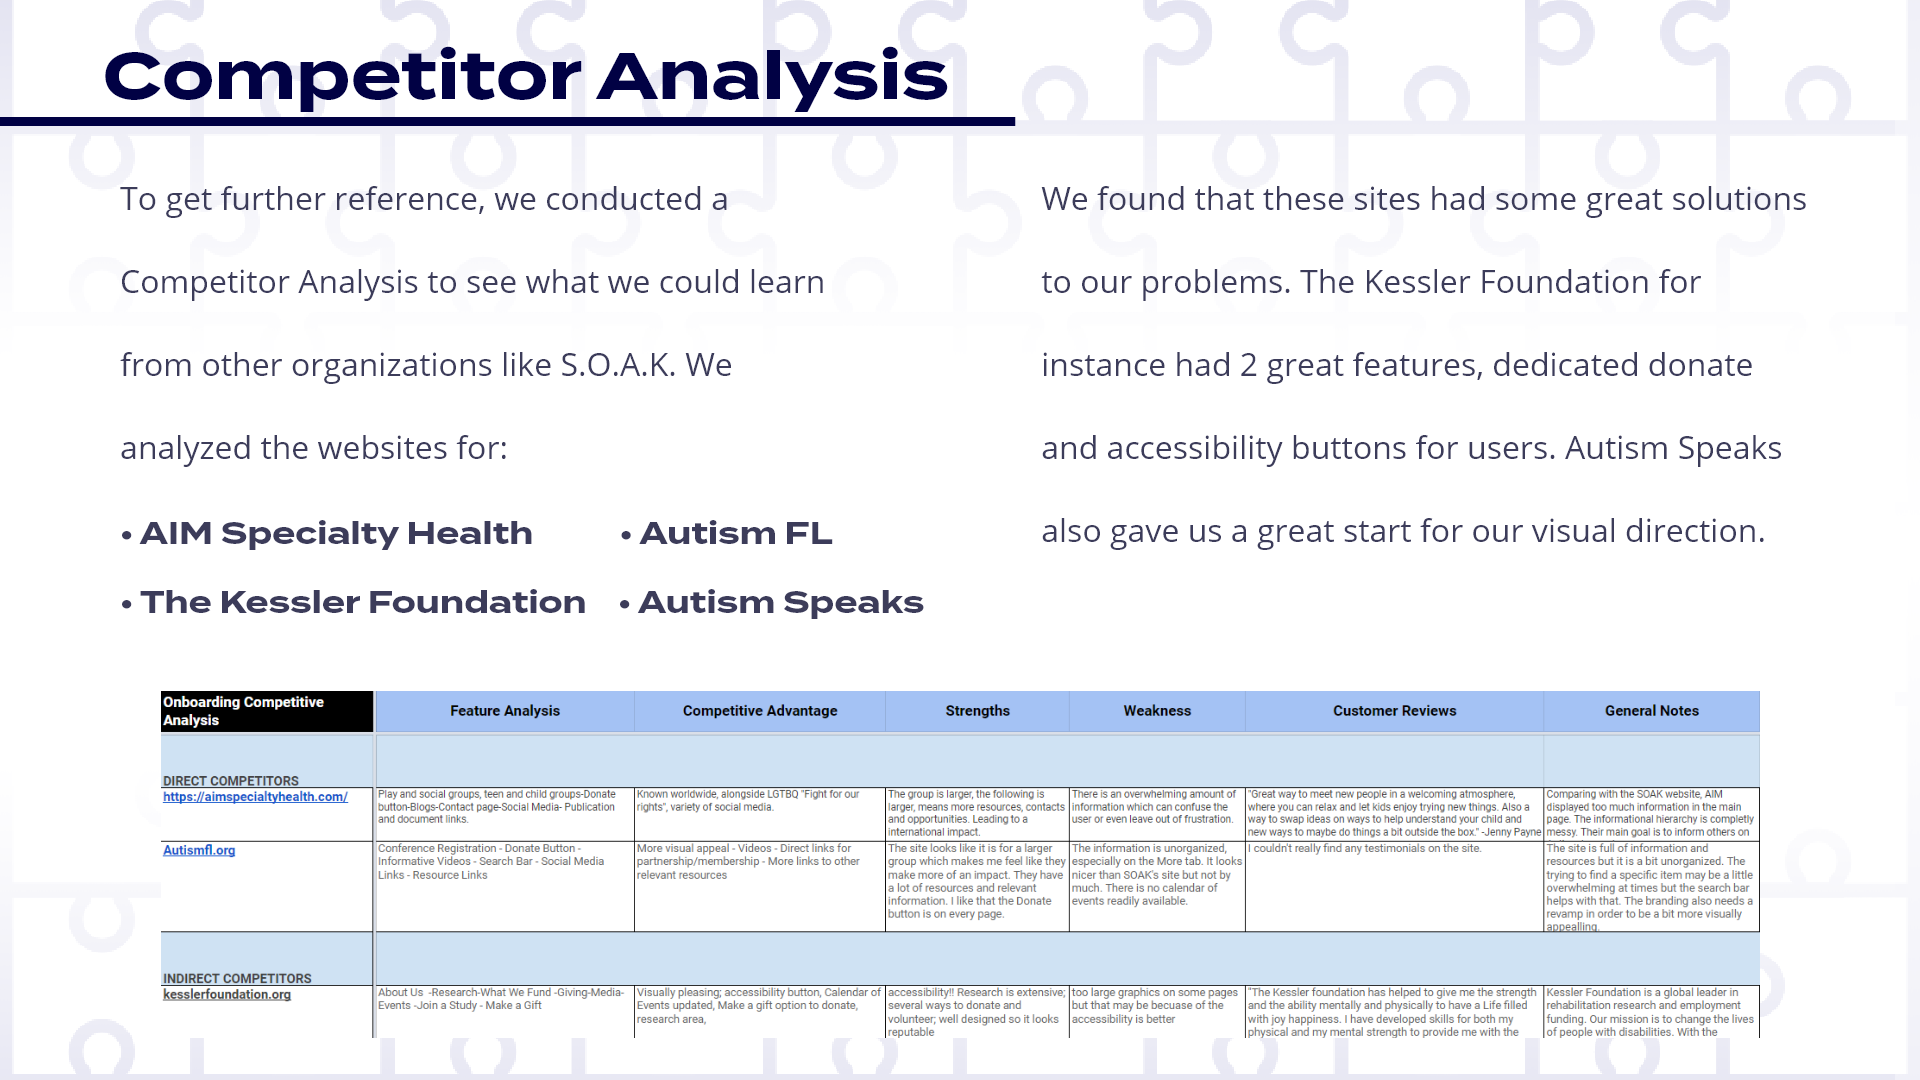 Competitor Analysis
To get further reference, we conducted a
Competitor Analysis to see what we could learn
from other organizations like S.O.A.K. We
analyzed the websites for:
• AIM Specialty Health
• Autism FL
• The Kessler Foundation
• Autism Speaks
We found that these sites had some great solutions
to our problems. The Kessler Foundation for
instance had 2 great features, dedicated donate
and accessibility buttons for users. Autism Speaks
also gave us a great start for our visual direction.
Onboarding Competitive
Analysis
Feature Analysis
Competitive Advantage
Strengths
Weakness
Customer Reviews
General Notes
DIRECT COMPETITORS
https://aimspecialtyhealth.com/
Play and social groups, teen and child groups-Donate
button-Blogs-Contact page-Social Media- Publication
and document links.
Known worldwide, alongside LGTBQ "Fight for our
rights", variety of social media.
The group is larger, the following is
larger, means more resources, contacts
and opportunities. Leading to a
international impact.
There is an overwhelming amount of
information which can confuse the
user or even leave out of frustration.
"Great way to meet new people in a welcoming atmosphere,
where you can relax and let kids enjoy trying new things. Also a
way to swap ideas on ways to help understand your child and
new ways to maybe do things a bit outside the box." -Jenny Payne
Comparing with the SOAK website, AIM
displayed too much information in the main
page. The informational hierarchy is completly
messy. Their main goal is to inform others on
Autismfl.org
Conference Registration - Donate Button -
Informative Videos - Search Bar - Social Media
Links - Resource Links
More visual appeal - Videos - Direct links for
partnership/membership - More links to other
relevant resources
The site looks like it is for a larger
group which makes me feel like they
make more of an impact. They have
a lot of resources and relevant
information. I like that the Donate
button is on every page.
The information is unorganized,
especially on the More tab. It looks
nicer than SOAK's site but not by
much. There is no calendar of
events readily available.
I couldn't really find any testimonials on the site.
The site is full of information and
resources but it is a bit unorganized. The
trying to find a specific item may be a little
overwhelming at times but the search bar
helps with that. The branding also needs a
revamp in order to be a bit more visually
appealling.
INDIRECT COMPETITORS
kesslerfoundation.org
About Us -Research-What We Fund -Giving-Media-
Events -Join a Study - Make a Gift
Visually pleasing; accessibility button, Calendar of
Events updated, Make a gift option to donate,
research area,
accessibility!! Research is extensive;
several ways to donate and
volunteer; well designed so it looks
reputable
too large graphics on some pages
but that may be becuase of the
accessibility is better
"The Kessler foundation has helped to give me the strength
and the ability mentally and physically to have a Life filled
with joy happiness. I have developed skills for both my
physical and my mental strength to provide me with the
Kessler Foundation is a global leader in
rehabilitation research and employment
funding. Our mission is to change the lives
of people with disabilities. With the